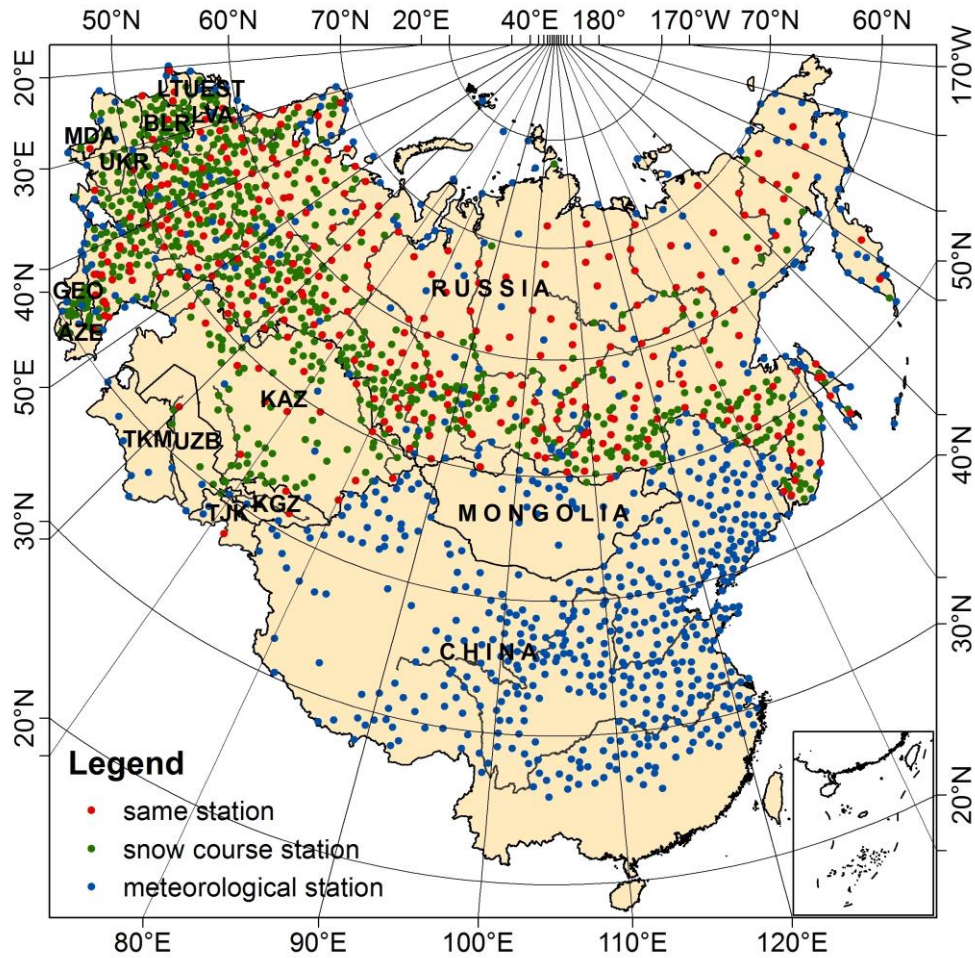 50°N 60°N 70°N 20°E 40°E 180° 170°W 70°N 60°N
20°E
30°E
40°N
40°E
50°E
30°N
30°E
20°N
170°W
50°N
40°N
30°N
20°N
LTU EST
LVA
BLR
MDA
UKR
GEO
AZE
RUSSIA
KAZ
TKM UZB
KGZ
TJK
MONGOLIA
CHINA
Legend
same station
snow course station
meteorological station
80°E 90°E 100°E 110°E 120°E